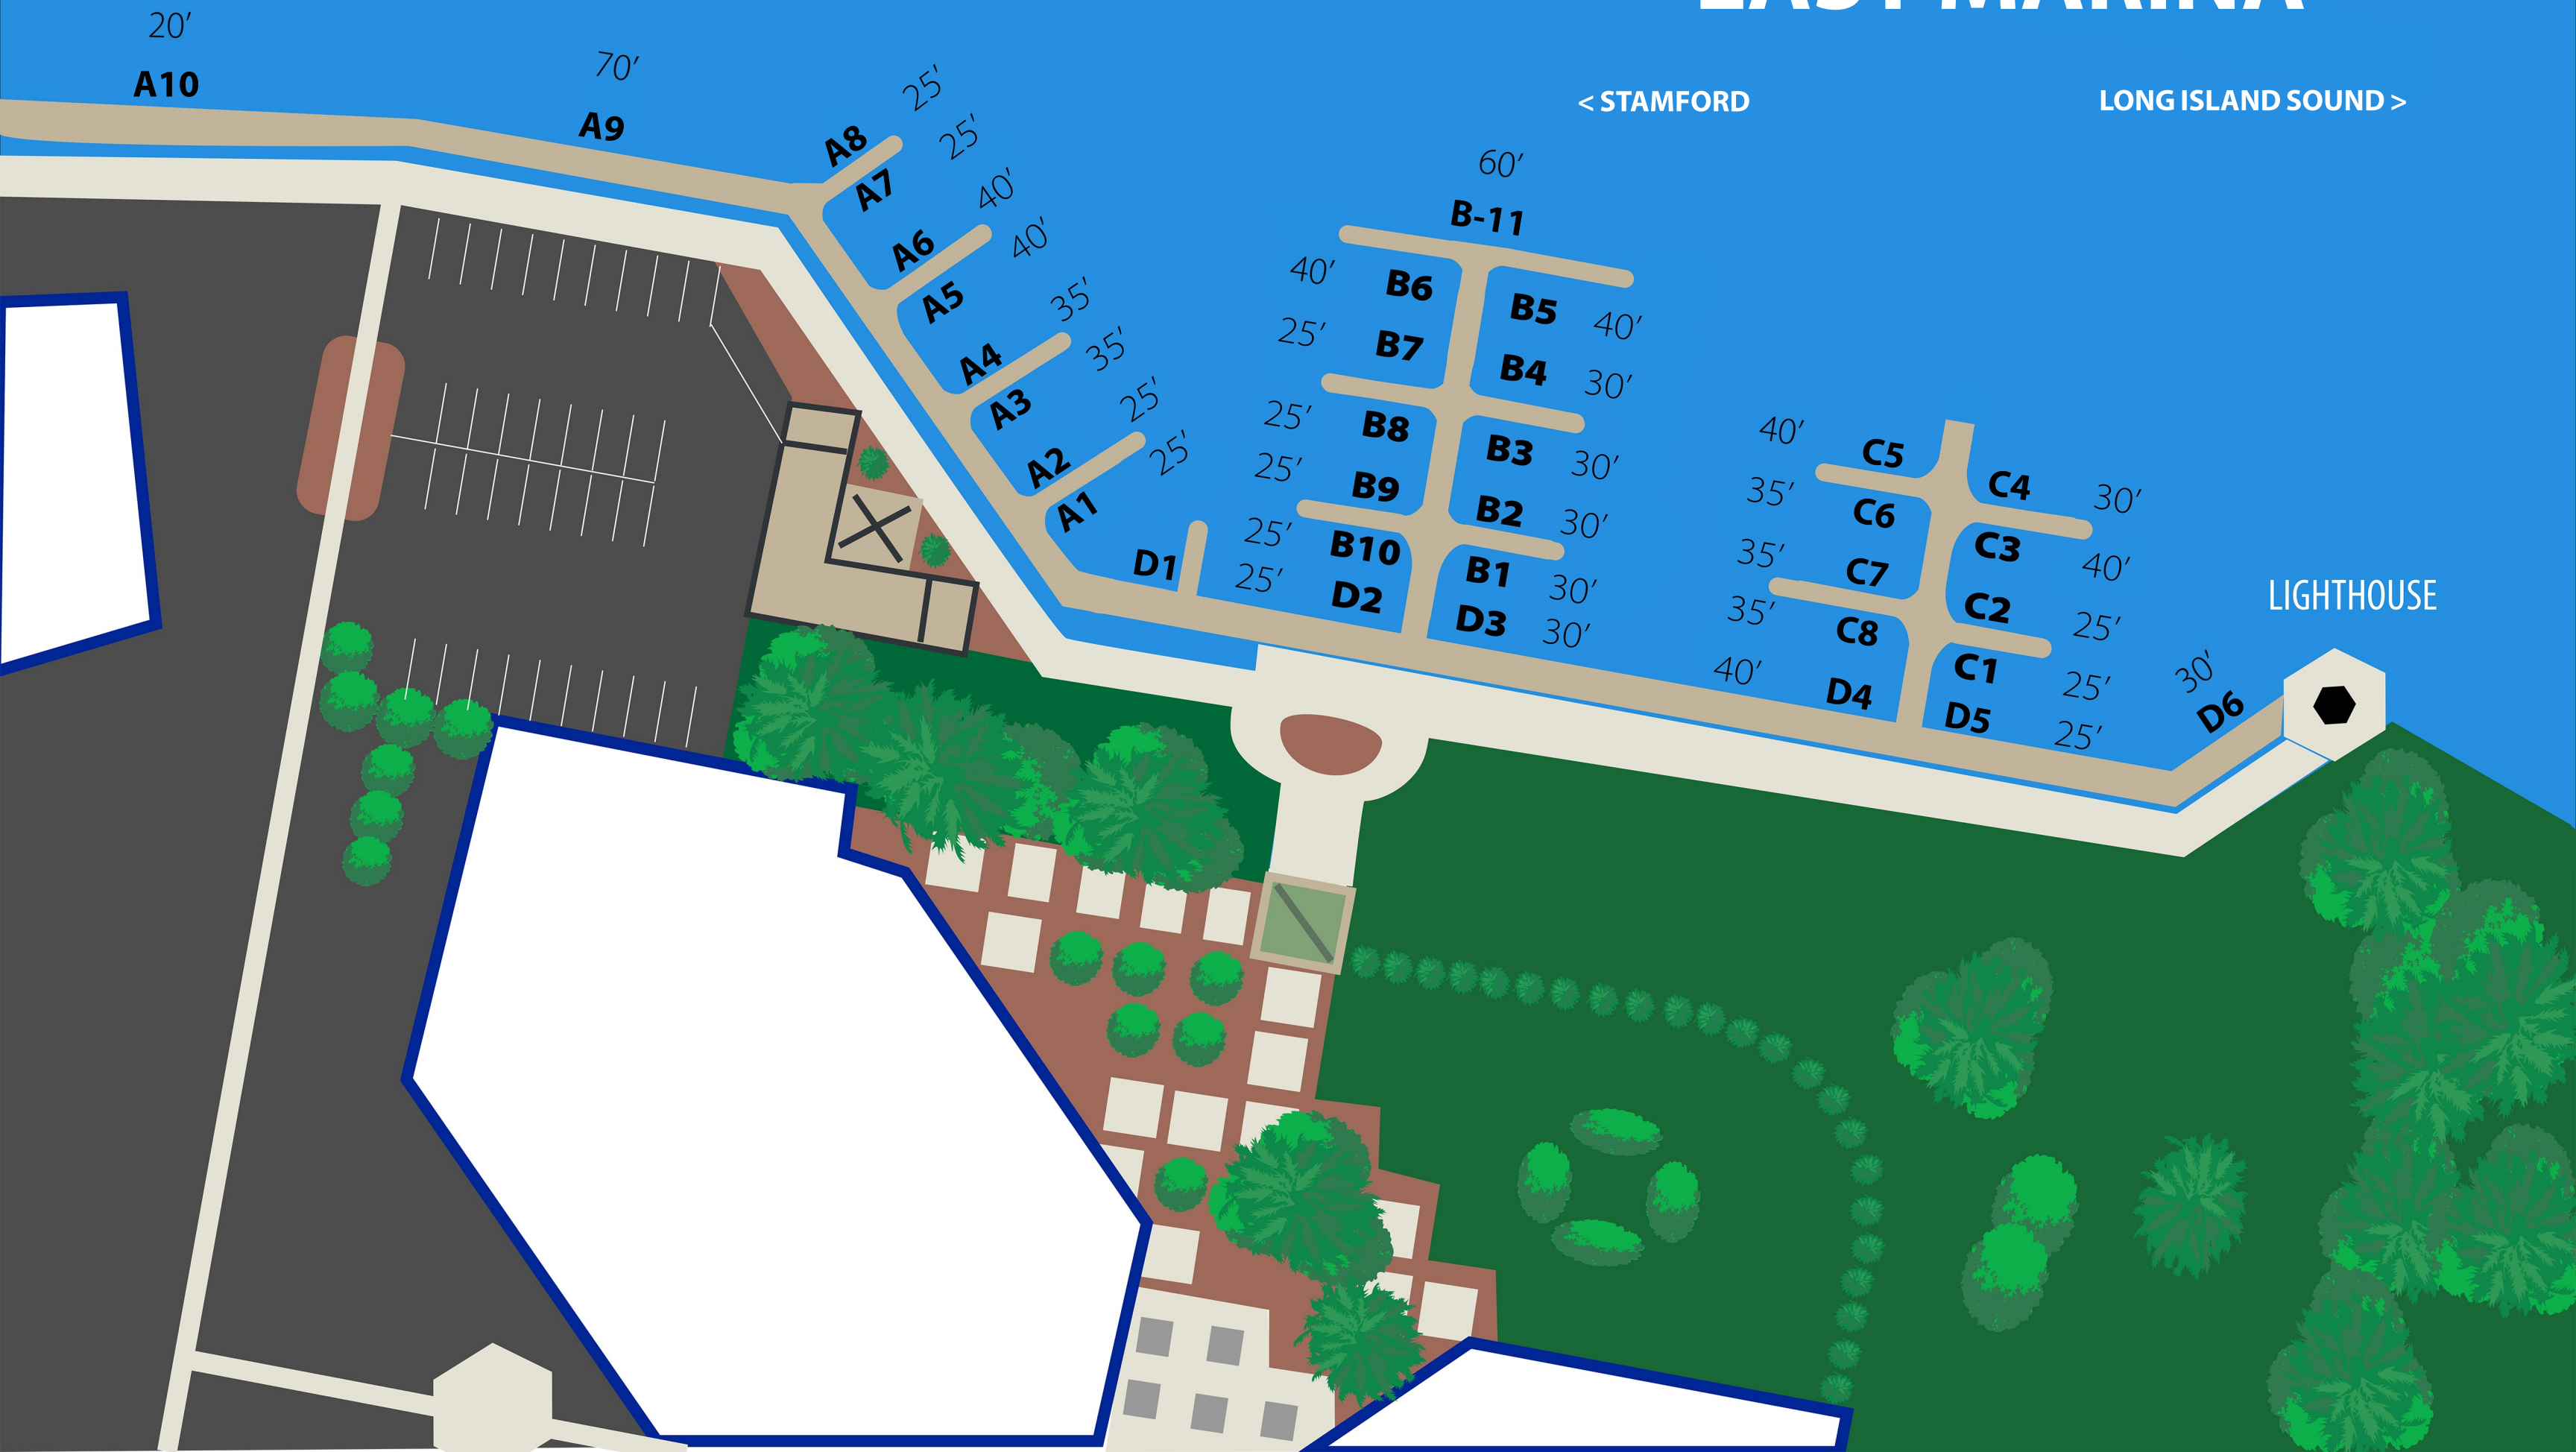 EAST MARINA
< STAMFORD
LONG ISLAND SOUND >
20'
A10
70'
A9
25'
A8
25'
A7
40'
A6
40'
A5
35'
A4
35'
A3
25'
A2
25'
A1
D1
60'
B-11
40' B6
B5 40'
25' B7
B4 30'
25' B8
B3 30'
25' B9
B2 30'
25' B10
B1 30'
25' D2
D3 30'
40' C5
C4 30'
35' C6
C3 40'
35' C7
C2 25'
35' C8
C1 25'
40' D4
D5 25'
30'
D6
LIGHTHOUSE